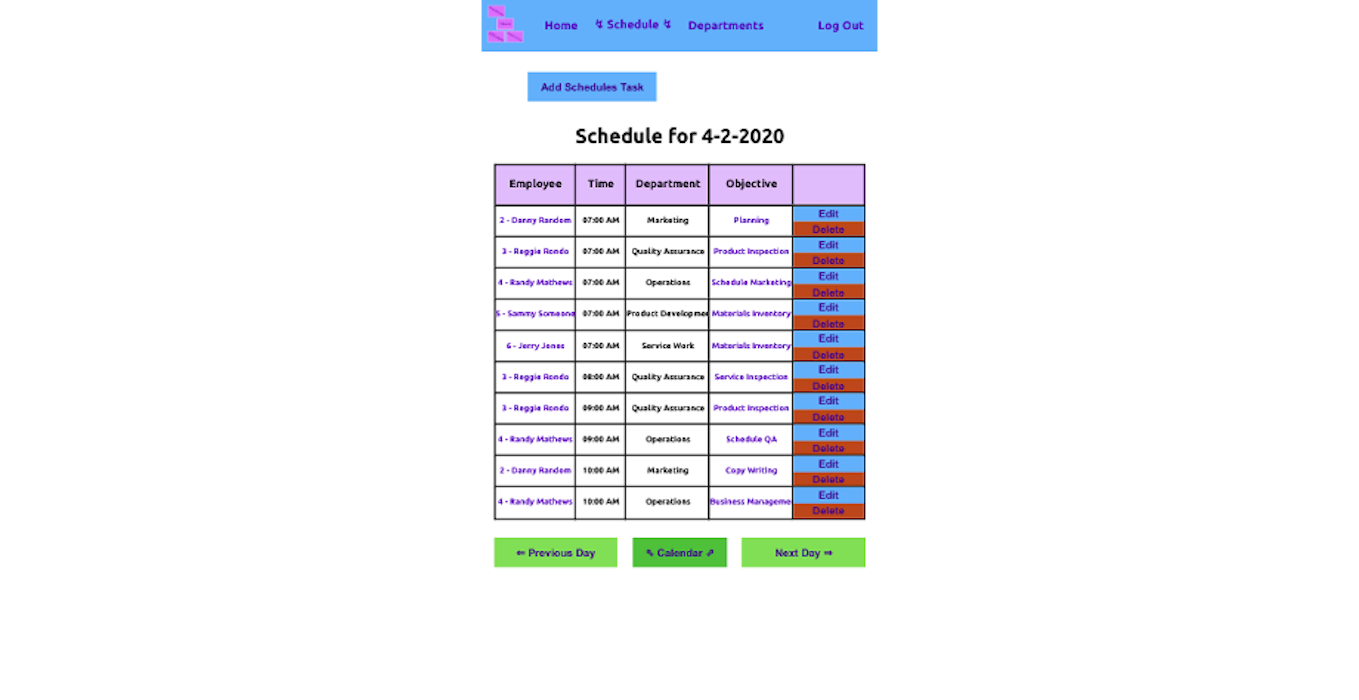 Home ↯ Schedule ↯ Departments Log Out
Add Schedules Task
Schedule for 4-2-2020
Employee Time Department Objective
2 - Danny Random 07:00 AM Marketing Planning Edit Delete
3 - Reggie Rondo 07:00 AM Quality Assurance Product Inspection Edit Delete
4 - Randy Mathews 07:00 AM Operations Schedule Marketing Edit Delete
5 - Sammy Someone 07:00 AM Product Developmen Materials Inventory Edit Delete
6 - Jerry Jones 07:00 AM Service Work Materials Inventory Edit Delete
3 - Reggie Rondo 08:00 AM Quality Assurance Service Inspection Edit Delete
3 - Reggie Rondo 09:00 AM Quality Assurance Product Inspection Edit Delete
4 - Randy Mathews 09:00 AM Operations Schedule QA Edit Delete
2 - Danny Random 10:00 AM Marketing Copy Writing Edit Delete
4 - Randy Mathews 10:00 AM Operations Business Manageme Edit Delete
⇐ Previous Day ⇖ Calendar ⇗ Next Day ⇒